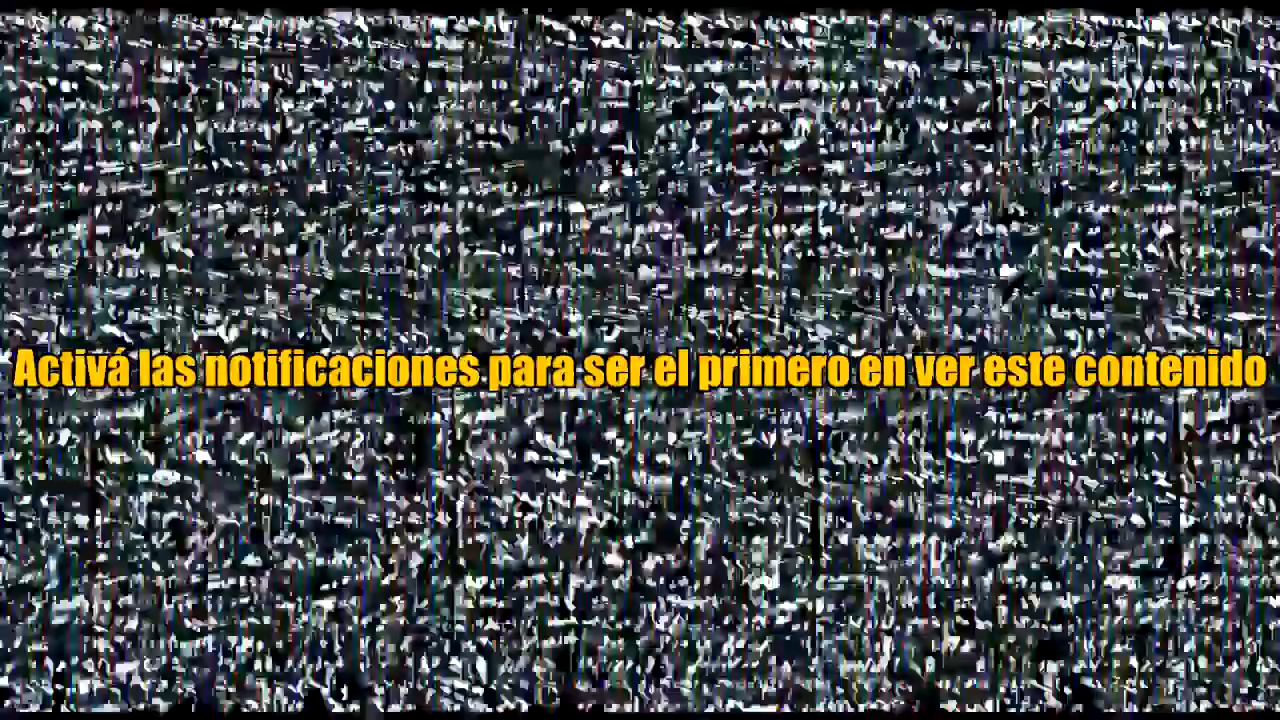 Activá las notificaciones para ser el primero en ver este contenido